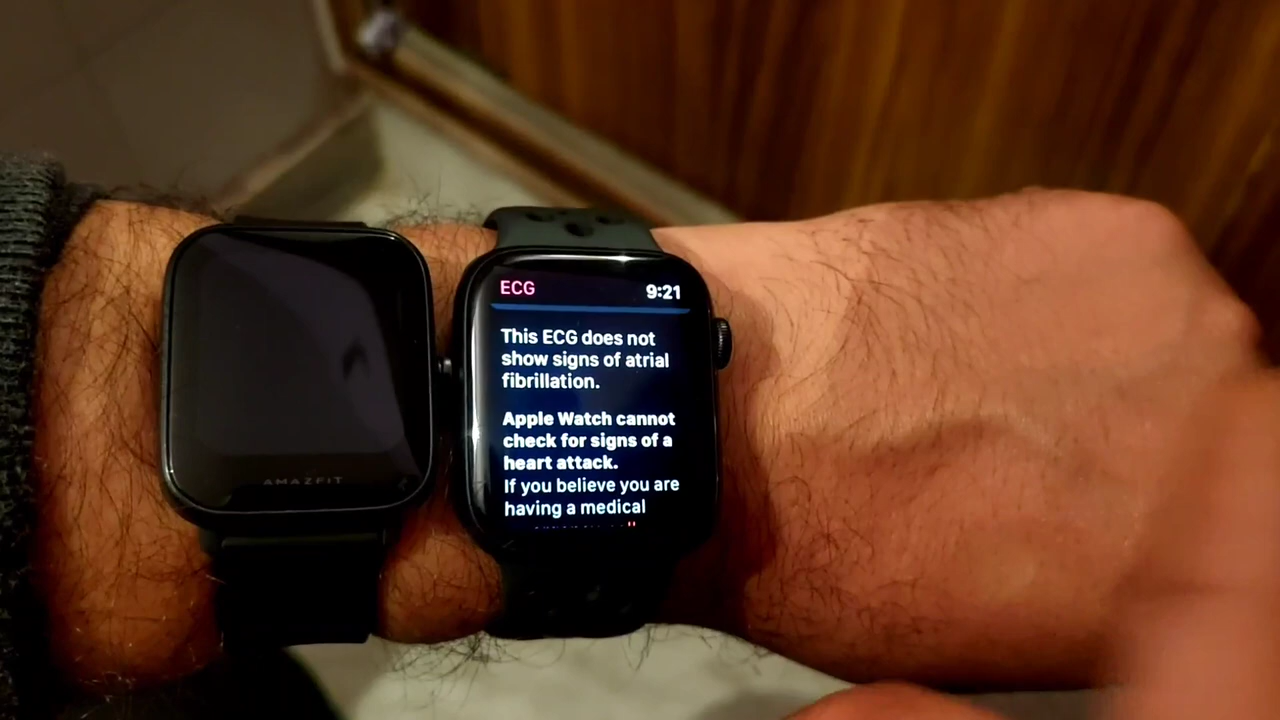 AMAZFIT
ECG
9:21
This ECG does not
show signs of atrial
fibrillation.
Apple Watch cannot
check for signs of a
heart attack.
If you believe you are
having a medical